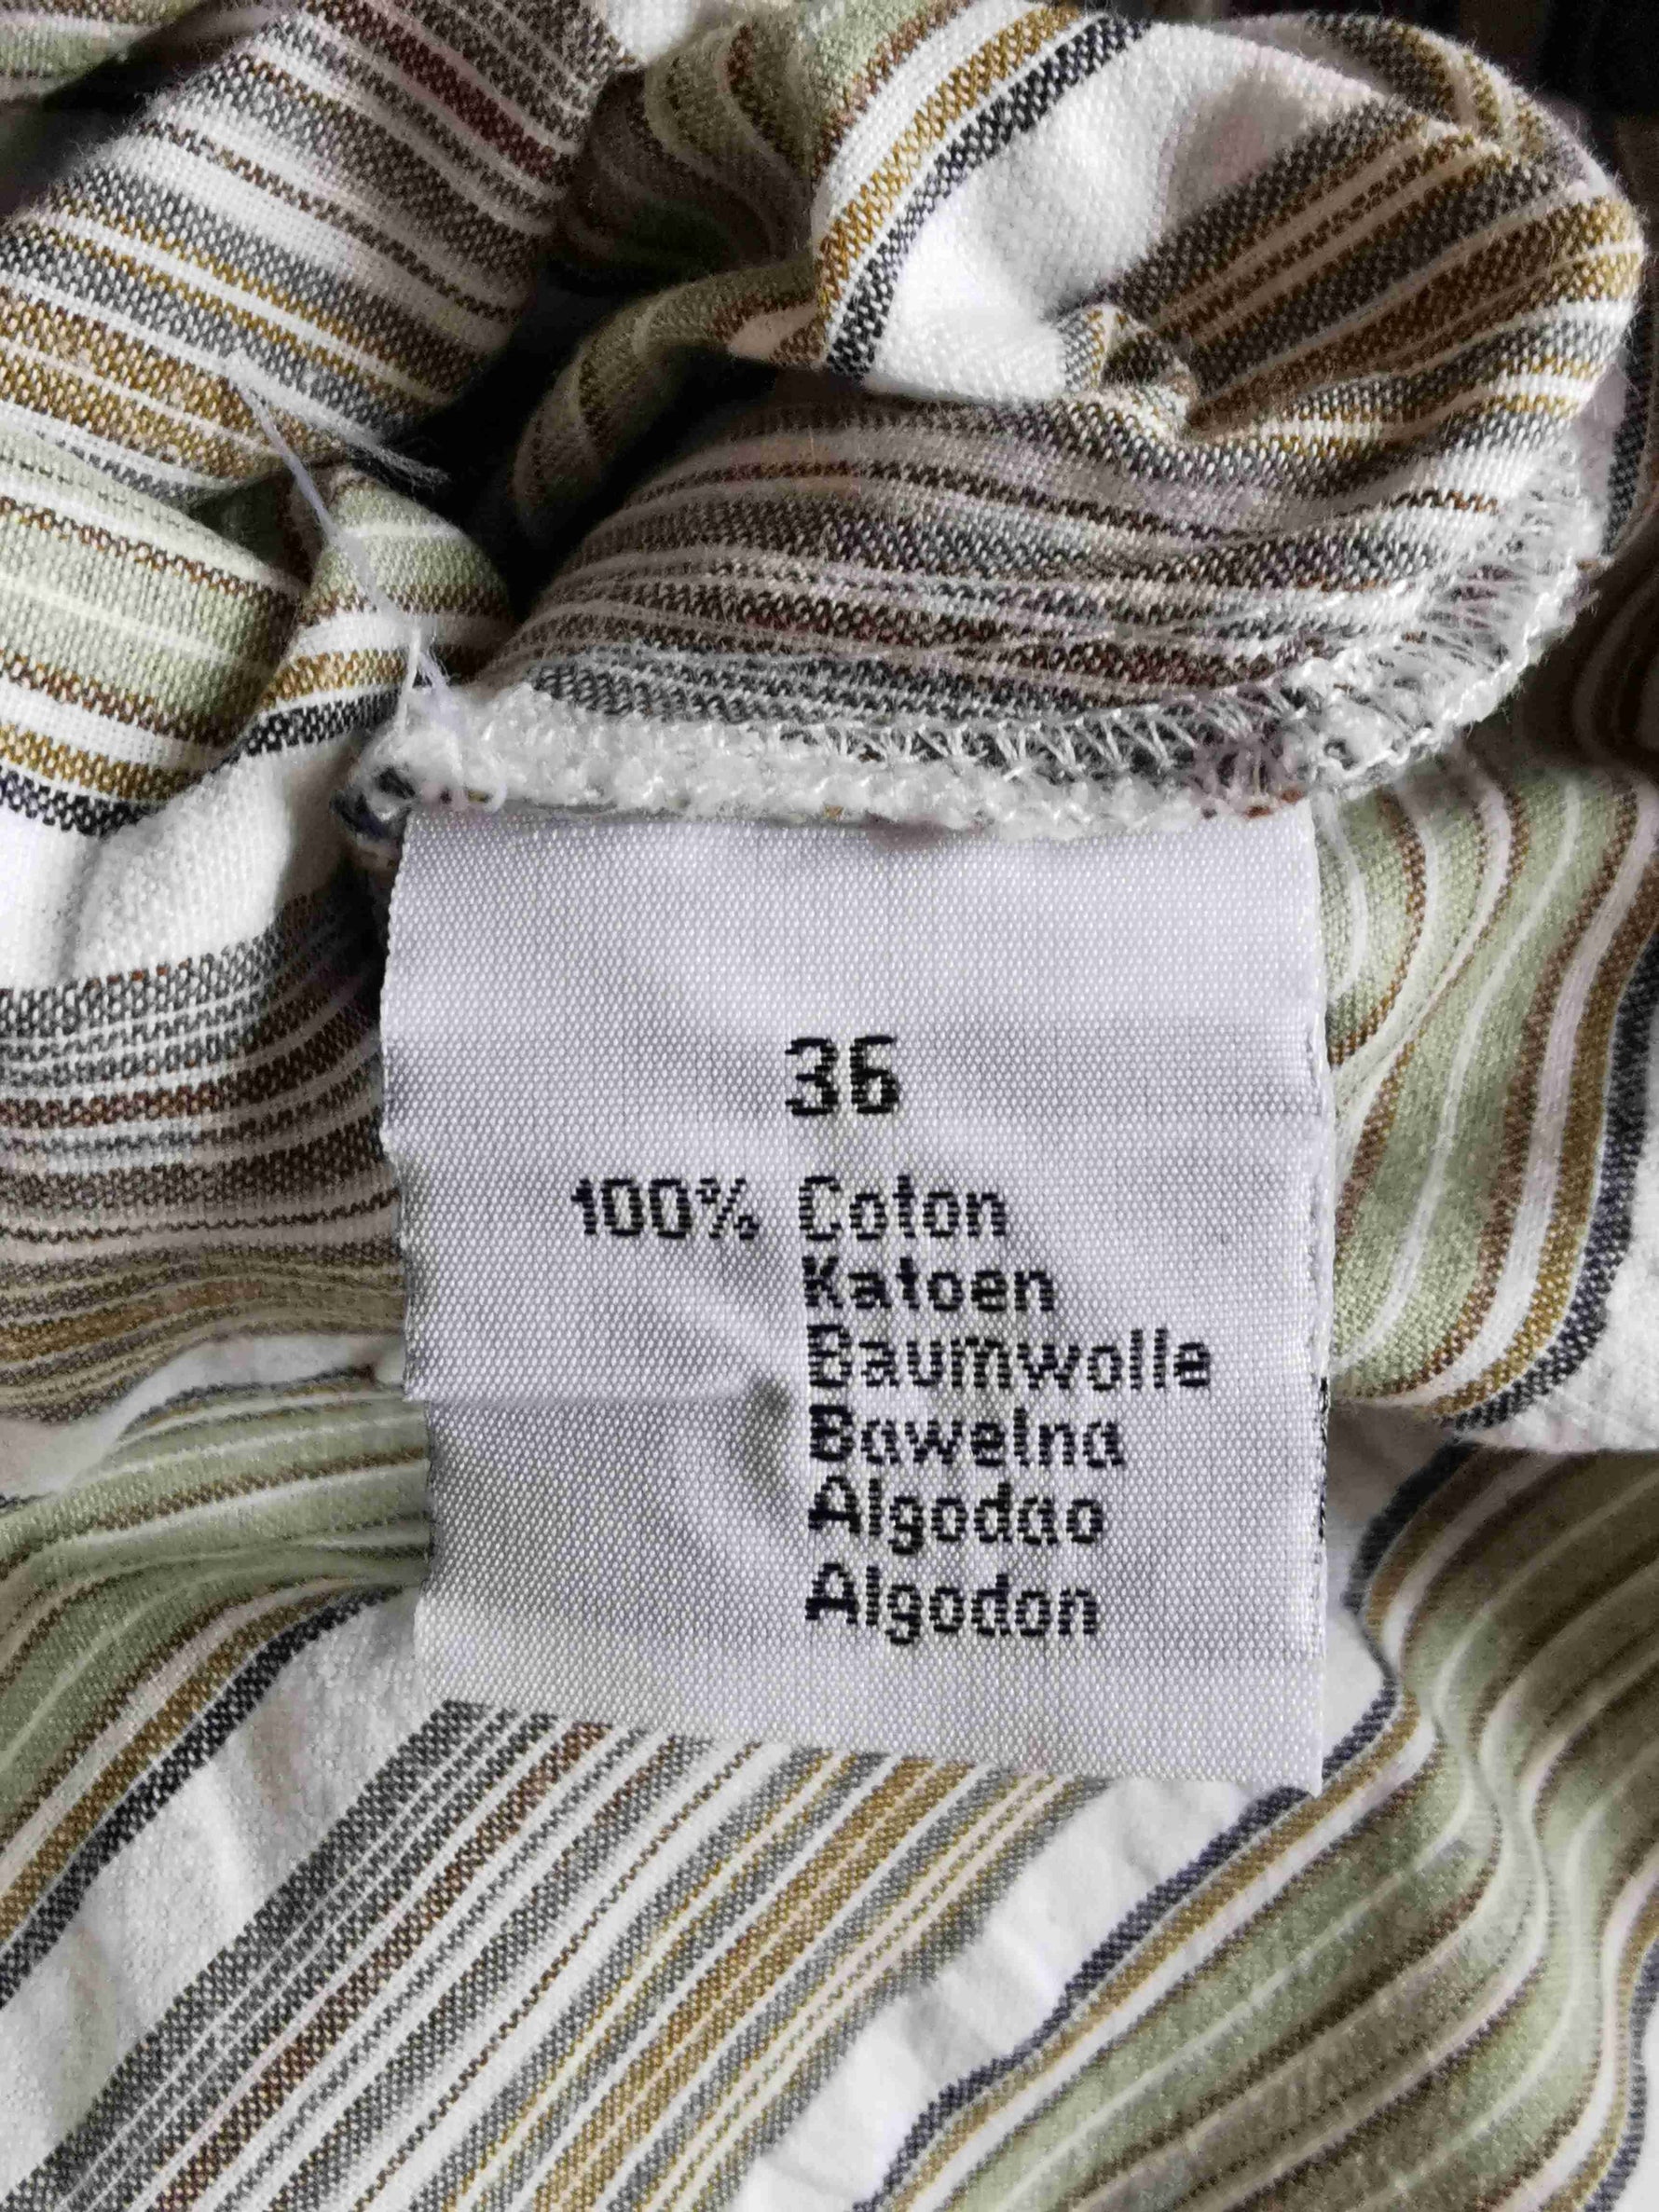 36
100% Coton
Katoen
Baumwolle
Bawelna
Algodao
Algodon